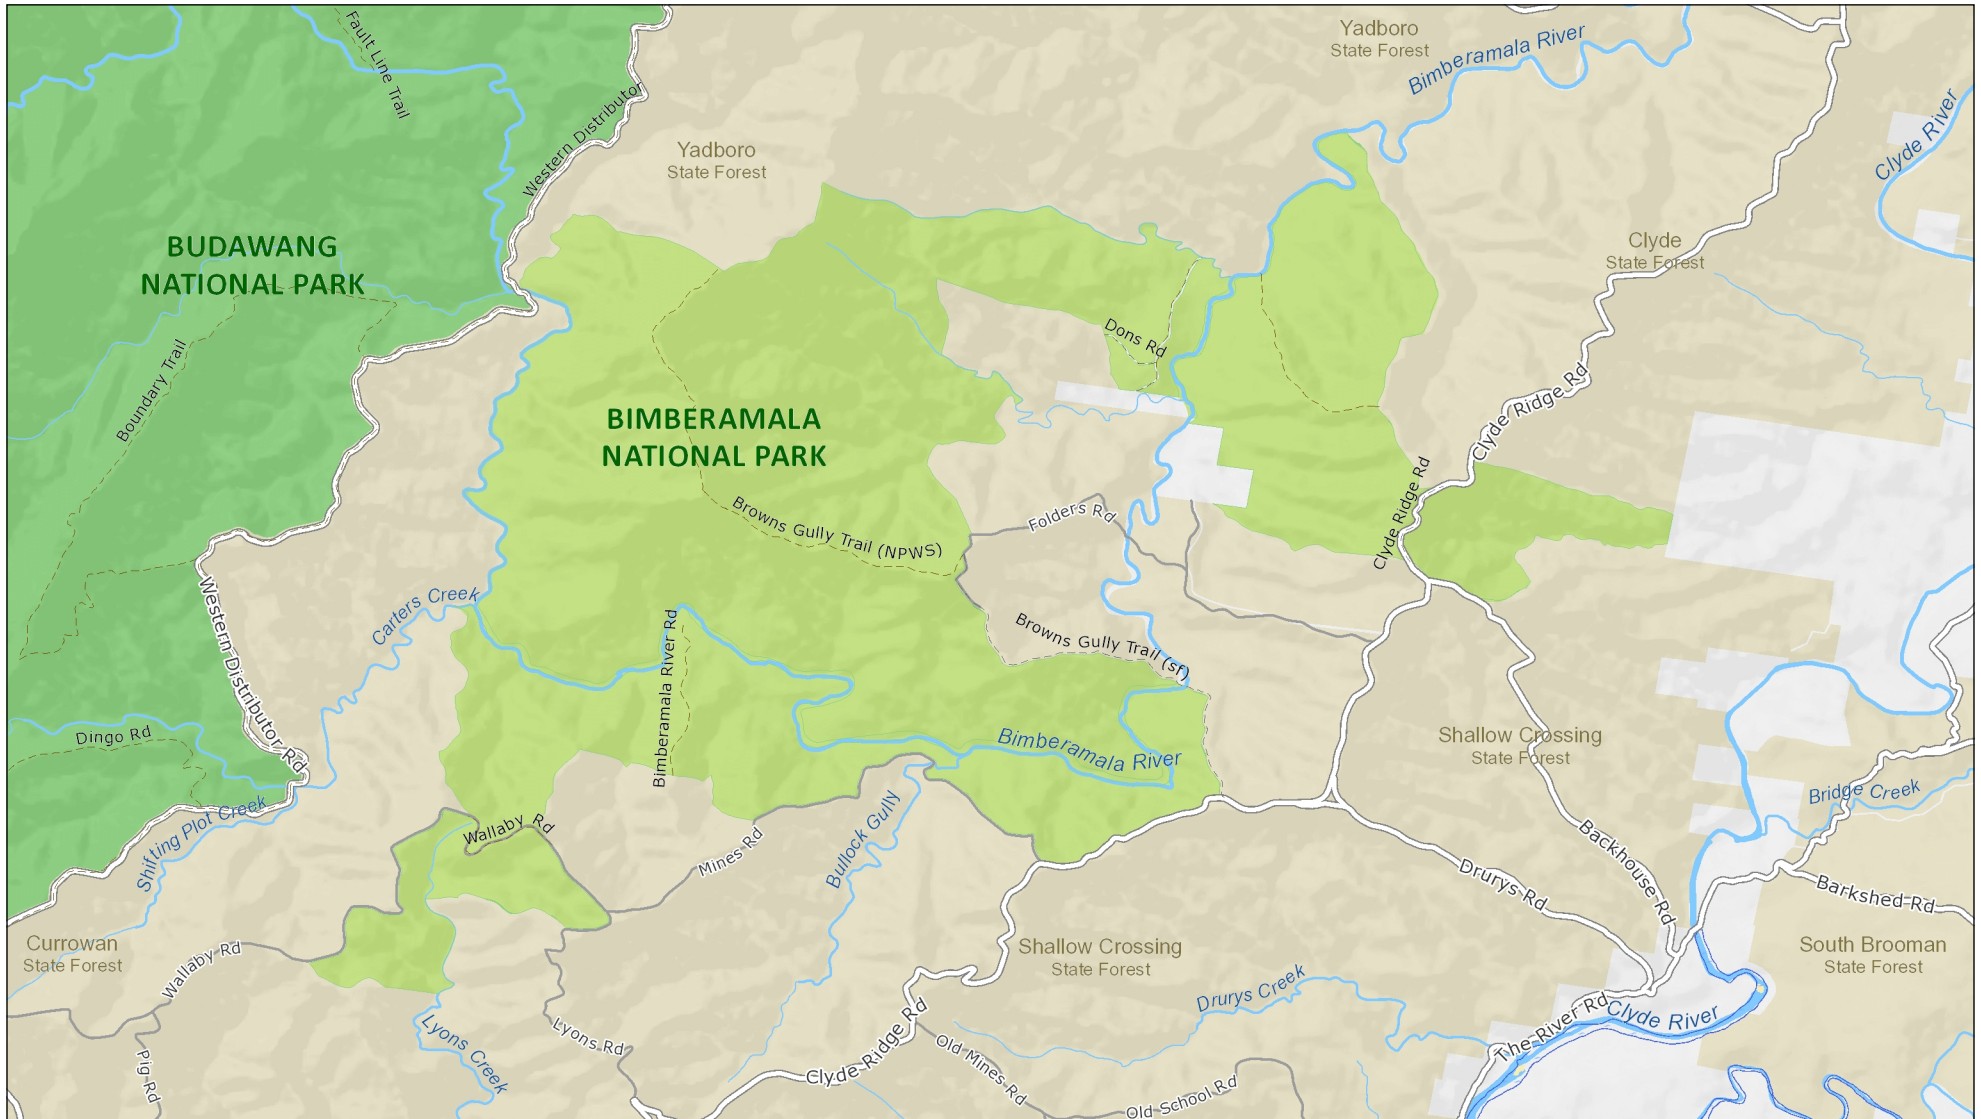 Yadboro
State Forest
Bimberamala River
Fault Line Trail
Western Distributor
Clyde River
Yadboro
State Forest
BUDAWANG
NATIONAL PARK
Clyde
State Forest
Dons Rd
Boundary Trail
Clyde Ridge Rd
BIMBERAMALA
NATIONAL PARK
Clyde Ridge Rd
Folders Rd
Browns Gully Trail (NPWS)
Carters Creek
Western Distributor Rd
Browns Gully Trail (sf)
Bimberamala River Rd
Dingo Rd
Bimberamala River
Shallow Crossing
State Forest
Shifting Plot Creek
Bridge Creek
Wallaby Rd
Mines Rd
Bullock Gully
Backhouse Rd
Drurys Rd
Barkshed Rd
Currowan
State Forest
Wallaby Rd
Shallow Crossing
State Forest
South Brooman
State Forest
Drurys Creek
The River Rd
Clyde River
Lyons Creek
Lyons Rd
Clyde Ridge Rd
Old Mines Rd
Pig Rd
Old School Rd